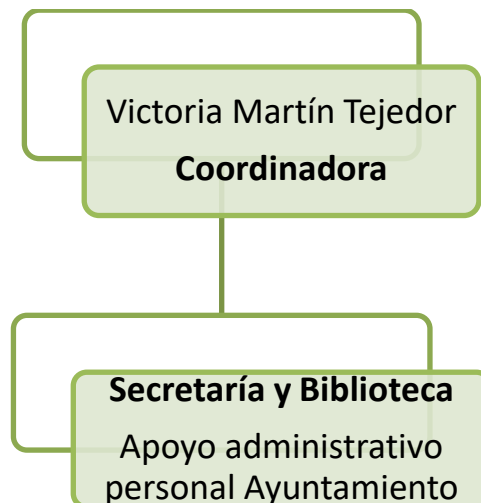 Victoria Martín Tejedor
Coordinadora
Secretaría y Biblioteca
Apoyo administrativo
personal Ayuntamiento